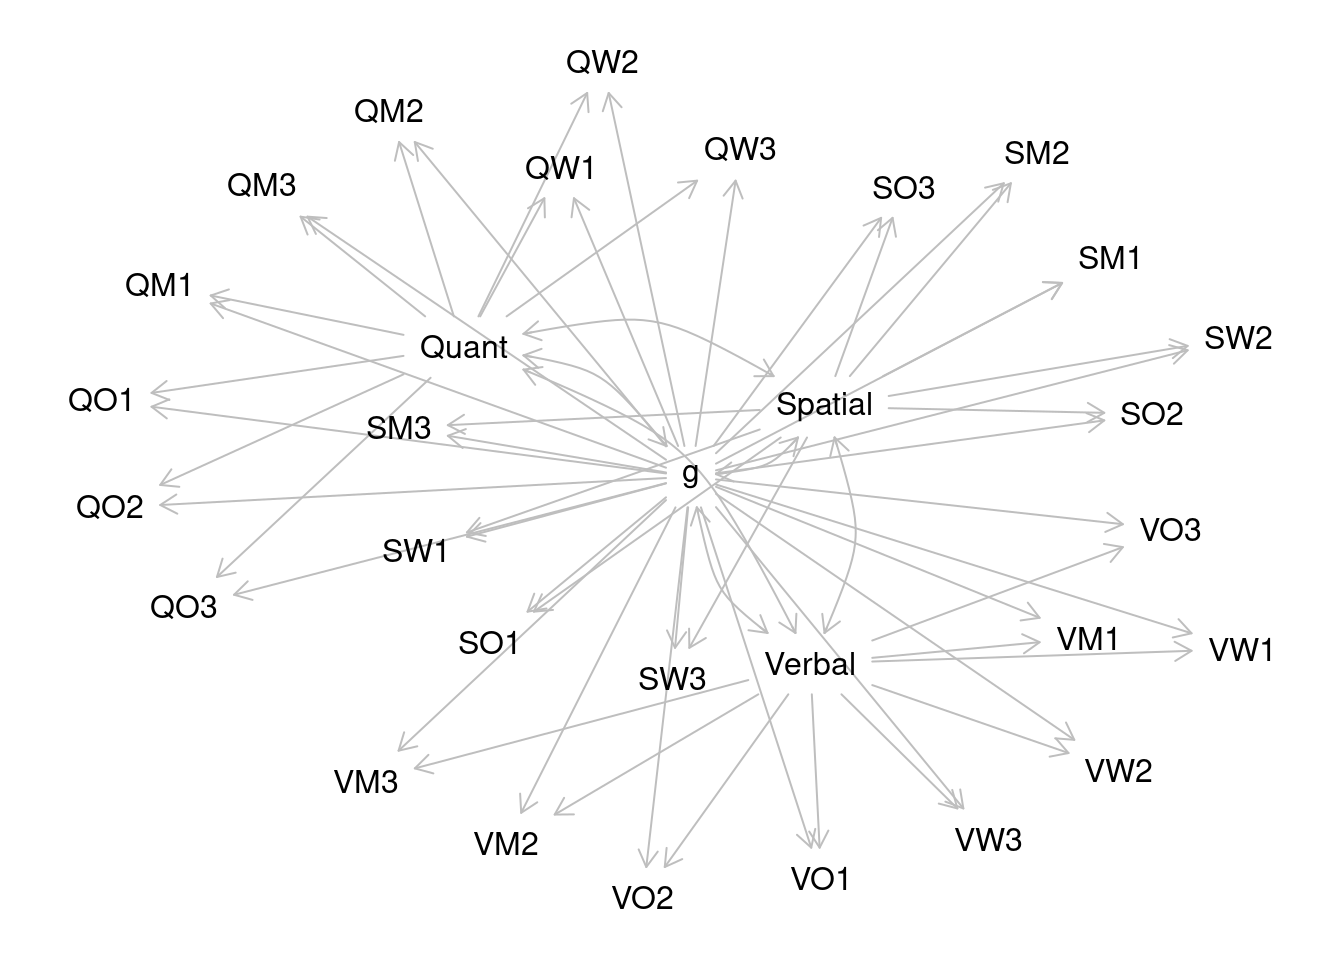 QW2
QM2
QW3
SM2
QW1
QM3
SO3
SM1
QM1
SW2
Quant
QO1
Spatial
SO2
SM3
g
QO2
VO3
SW1
QO3
SO1
VM1
VW1
Verbal
SW3
VW2
VM3
VW3
VM2
VO1
VO2